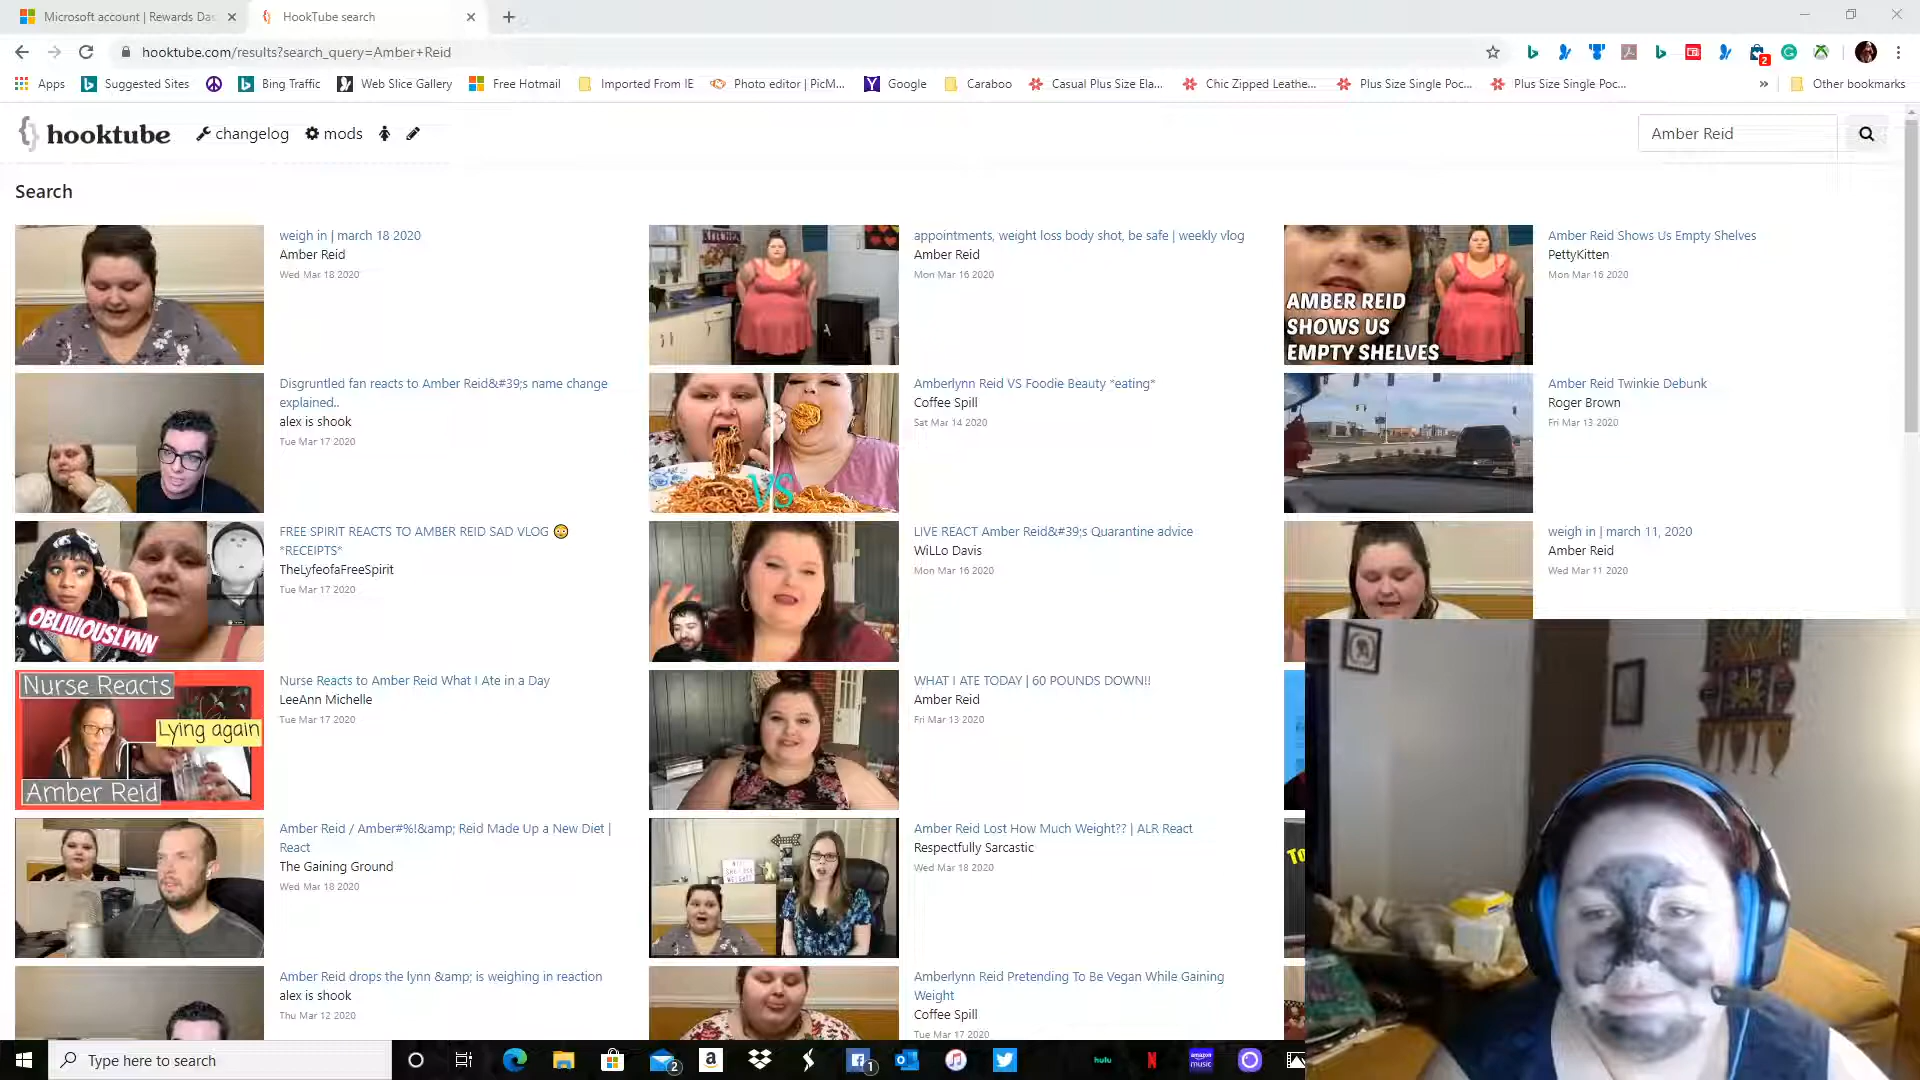 Microsoft account | Rewards Das
HookTube search
hooktube.com/results?search_query=Amber+Reid
2
Apps
Suggested Sites
Bing Traffic
Web Slice Gallery
Free Hotmail
Imported From IE
Photo editor | PicM...
Google
Caraboo
Casual Plus Size Ela...
Chic Zipped Leathe...
Plus Size Single Poc...
Plus Size Single Poc...
»
Other bookmarks
hooktube
changelog
mods
Amber Reid
Search
weigh in | march 18 2020
Amber Reid
Wed Mar 18 2020
KITCHEN
appointments, weight loss body shot, be safe | weekly vlog
Amber Reid
Mon Mar 16 2020
AMBER REID
SHOWS US
EMPTY SHELVES
Amber Reid Shows Us Empty Shelves
PettyKitten
Mon Mar 16 2020
Disgruntled fan reacts to Amber Reid&#39;s name change
explained..
alex is shook
Tue Mar 17 2020
VS
Amberlynn Reid VS Foodie Beauty *eating*
Coffee Spill
Sat Mar 14 2020
Amber Reid Twinkie Debunk
Roger Brown
Fri Mar 13 2020
OBLIVIOUSLYNN
FREE SPIRIT REACTS TO AMBER REID SAD VLOG 😳
*RECEIPTS*
TheLyfeofaFreeSpirit
Tue Mar 17 2020
LIVE REACT Amber Reid&#39;s Quarantine advice
WiLLo Davis
Mon Mar 16 2020
weigh in | march 11, 2020
Amber Reid
Wed Mar 11 2020
Nurse Reacts
Lying again
Amber Reid
Nurse Reacts to Amber Reid What I Ate in a Day
LeeAnn Michelle
Tue Mar 17 2020
WHAT I ATE TODAY | 60 POUNDS DOWN!!
Amber Reid
Fri Mar 13 2020
Amber Reid / Amber#%!&amp; Reid Made Up a New Diet |
React
The Gaining Ground
Wed Mar 18 2020
Amber Reid Lost How Much Weight?? | ALR React
Respectfully Sarcastic
Wed Mar 18 2020
Amber Reid drops the lynn &amp; is weighing in reaction
alex is shook
Thu Mar 12 2020
Amberlynn Reid Pretending To Be Vegan While Gaining
Weight
Coffee Spill
Tue Mar 17 2020
Type here to search
2
a
1
hulu
N
amazon
music